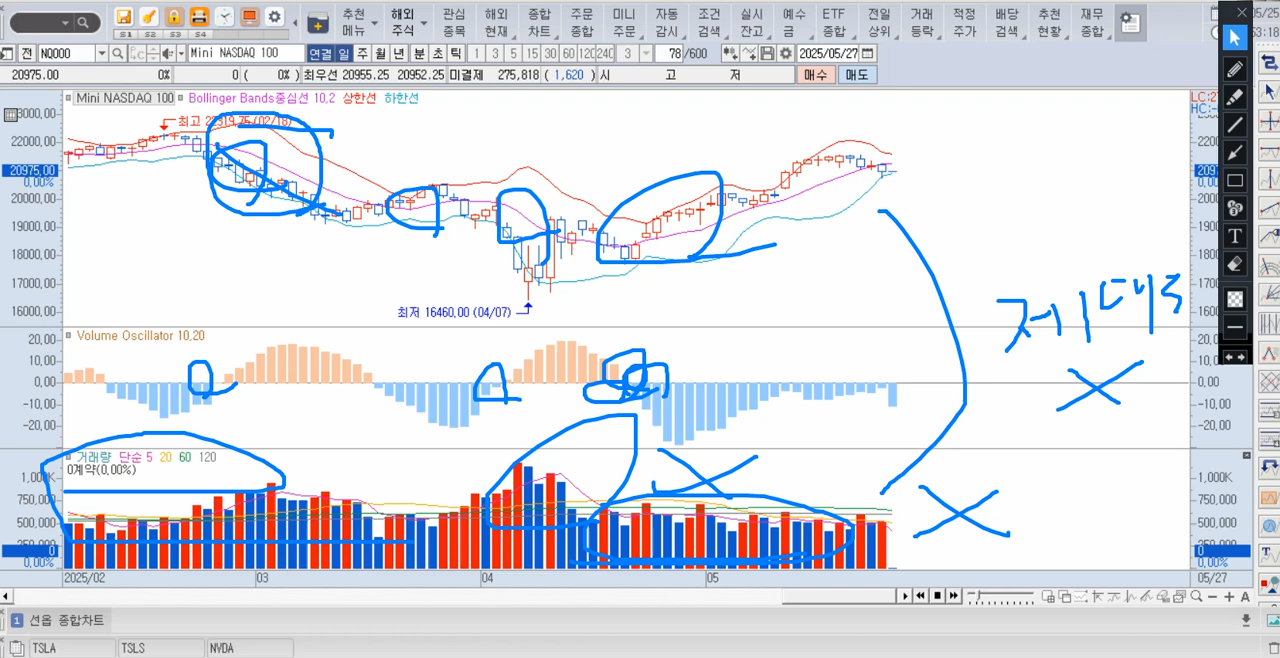 추천 해외 관심 해외 종합 주문 미니 자동 조건 실시 예수 ETF 전일 거래 적정 배당 추천 재무
메뉴 주식 종목 차트 종합 주문 감시 검색 잔고 금 종합 상위 등락 주가 검색 현황 종합
S1 S2 S3 S4
전 NQ000 Mini NASDAQ 100 연결 일 주 월 년 분 초 틱 1 3 5 15 30 60 120 240 3 78 /600 2025/05/27
20975.00 0% 0 ( 0% ) 최우선 20955.25 20952.25 미결제 275,818 ( 1,620 ) 시 고 저 매수 매도
Mini NASDAQ 100 Bollinger Bands중심선 10,2 상한선 하한선
최고 22319,75 (02/18)
23000,00
22000,00
20975,00
0,00%
20000,00
19000,00
18000,00
17000,00
16000,00
최저 16460,00 (04/07)
제대로
Volume Oscillator 10,20
20,00
10,00
0,00
-10,00
-20,00
거래량 단순 5 20 60 120
0계약(0,00%)
1,000K
750,000
500,000
250,000
0
0,00%
2025/02 03 04 05 05/27
1 선옵 종합차트
TSLA TSLS NVDA